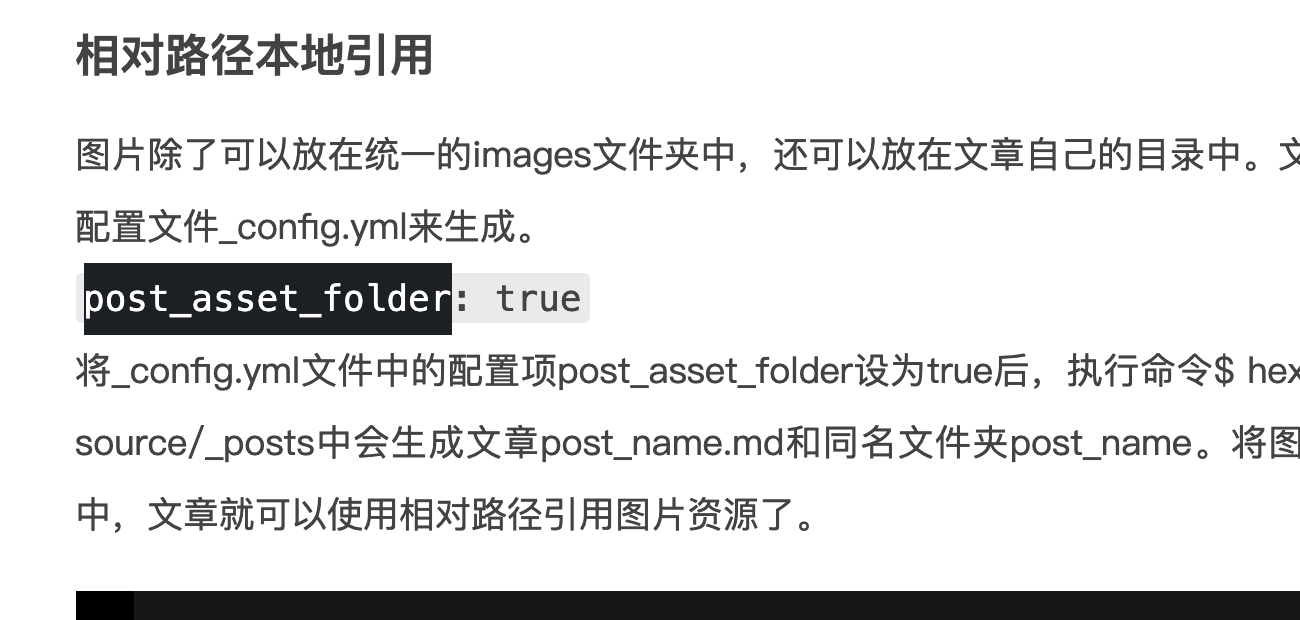 相对路径本地引用
图片除了可以放在统一的images文件夹中，还可以放在文章自己的目录中。文
配置文件_config.yml来生成。
post_asset_folder: true
将_config.yml文件中的配置项post_asset_folder设为true后，执行命令$ hex
source/_posts中会生成文章post_name.md和同名文件夹post_name。将图
中，文章就可以使用相对路径引用图片资源了。